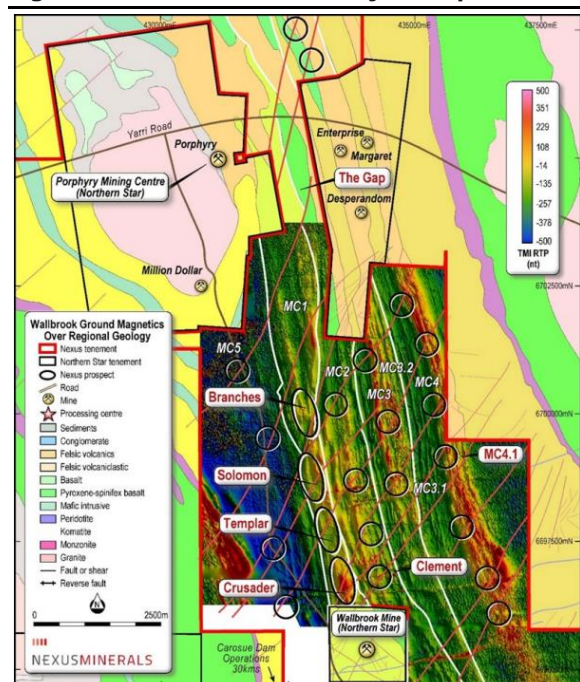 430000mE
435000mE
437500mE
Yarri Road
Enterprise
Porphyry
Margaret
Porphyry Mining Centre
(Northern Star)
The Gap
Desperandom
500
351
229
108
-14
-135
-257
-378
-500
TMI RTP
(nt)
Million Dollar
6702500mN
MC1
Wallbrook Ground Magnetics
Over Regional Geology
Nexus tenement
Northern Star tenement
Nexus prospect
Road
Mine
Processing centre
Sediments
Conglomerate
Felsic volcanics
Felsic volcaniclastic
Basalt
Pyroxene-spinifex basalt
Mafic intrusive
Peridotite
Komatite
Monzonite
Granite
Fault or shear
Reverse fault
N
0 2500m
NEXUSMINERALS
MC5
MC2
MC3.2
MC4
MC3
Branches
6700000mN
MC4.1
Solomon
MC3.1
Templar
6697500mN
Clement
Crusader
Wallbrook Mine
(Northern Star)
Carosue Dam
Operations
30kms